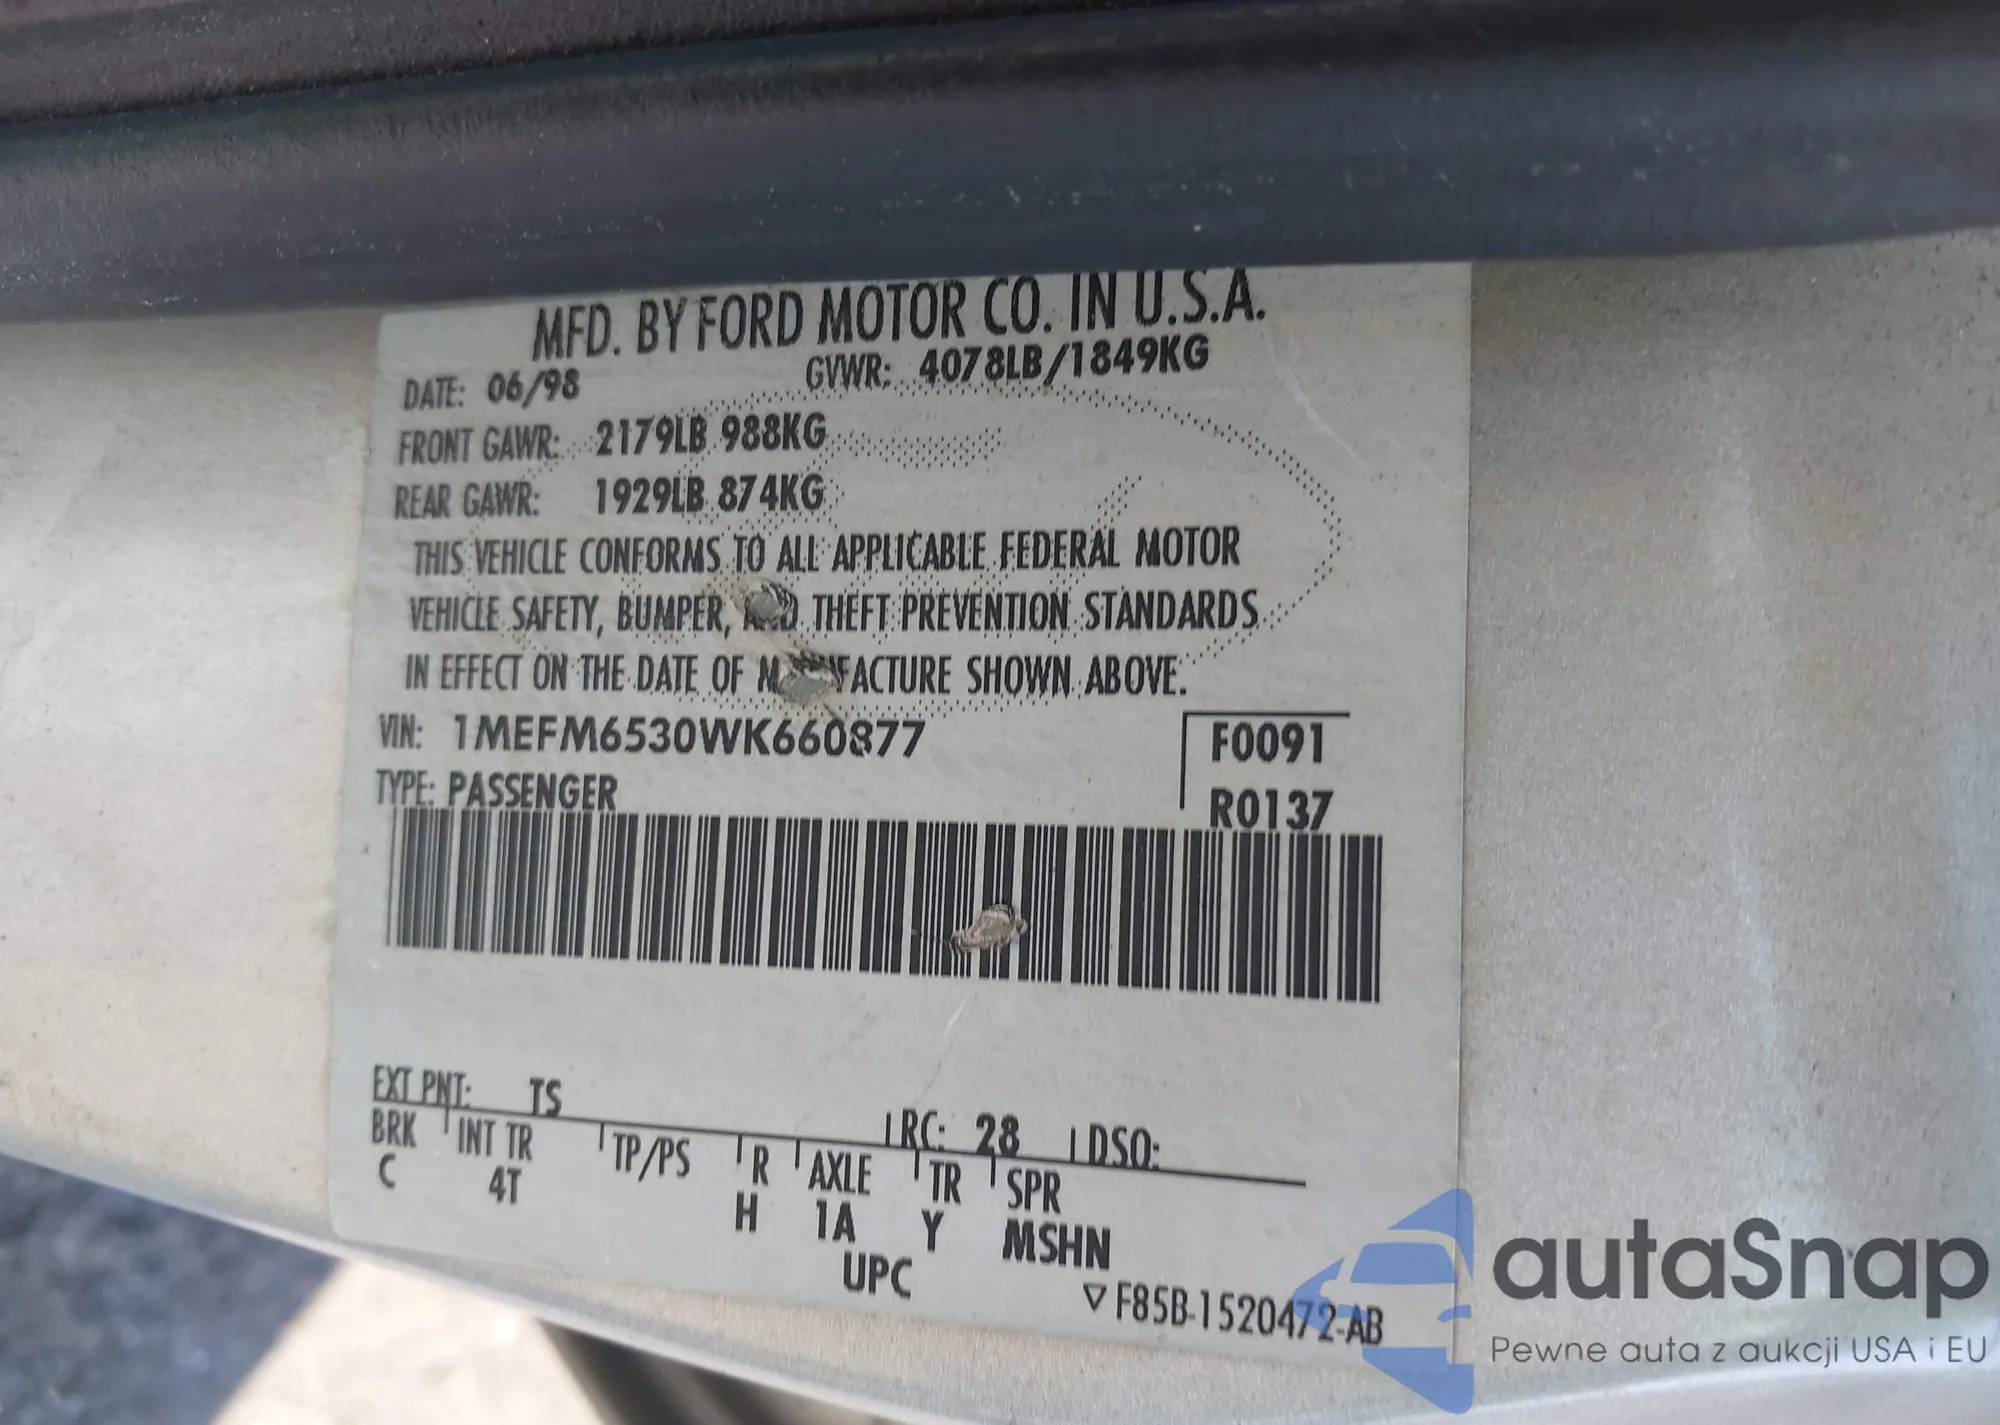 MFD. BY FORD MOTOR CO. IN U.S.A.
DATE: 06/98 GVWR: 4078LB/1849KG
FRONT GAWR: 2179LB 988KG
REAR GAWR: 1929LB 874KG
THIS VEHICLE CONFORMS TO ALL APPLICABLE FEDERAL MOTOR
VEHICLE SAFETY, BUMPER, AND THEFT PREVENTION STANDARDS
IN EFFECT ON THE DATE OF MANUFACTURE SHOWN ABOVE.
VIN: 1MEFM6530WK660877 F0091
TYPE: PASSENGER R0137
EXT PNT: TS RC: 28 DSO:
BRK INT TR TP/PS R AXLE TR SPR
C 4T H 1A Y MSHN
UPC
▽F85B-1520472-AB
autaSnap
Pewne auta z aukcji USA i EU